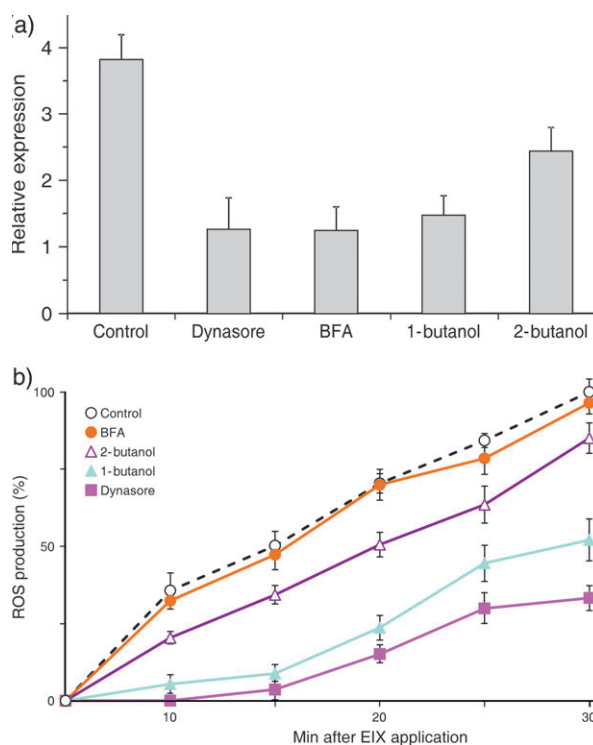 (a)
Relative expression
4
3
2
1
0
Control Dynasore BFA 1-butanol 2-butanol
b)
ROS production (%)
100
50
0
Control
BFA
2-butanol
1-butanol
Dynasore
10 20 30
Min after EIX application